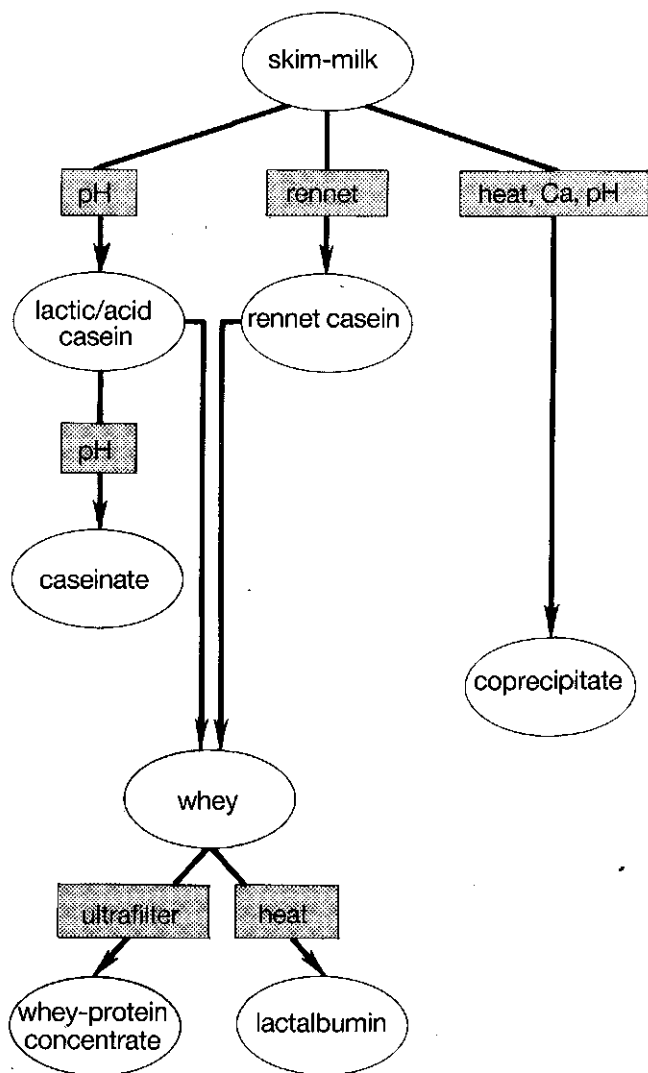 skim-milk
pH
rennet
heat, Ca, pH
lactic/acid
casein
rennet casein
pH
caseinate
coprecipitate
whey
ultrafilter
heat
whey-protein
concentrate
lactalbumin